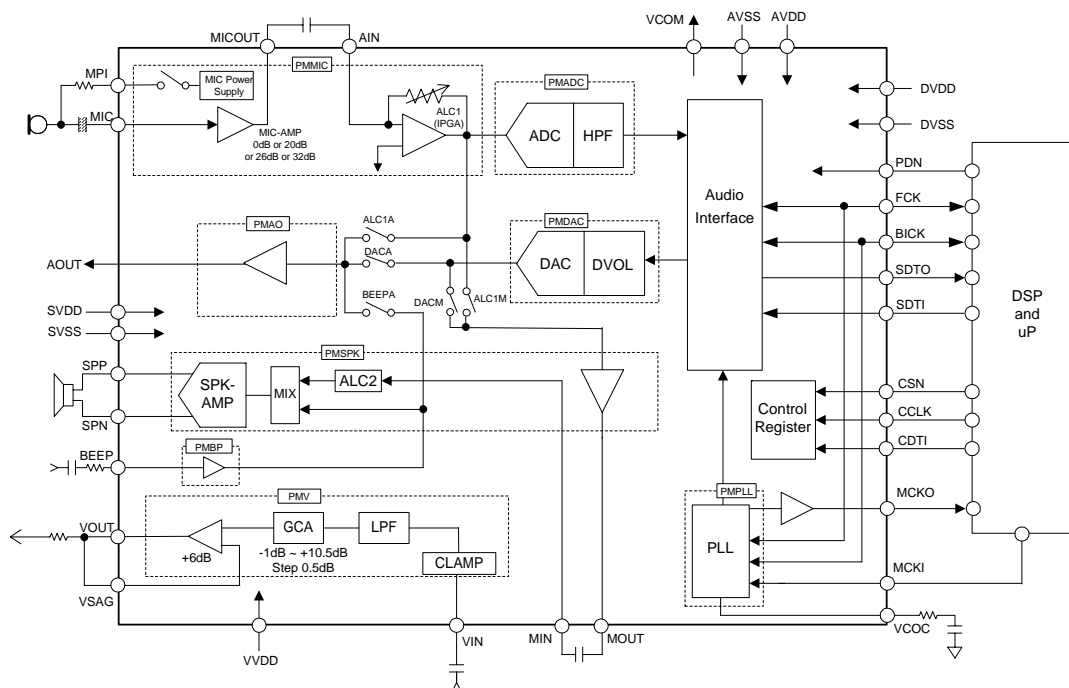 VCOM
AVSS
AVDD
MICOUT
AIN
MPI
MIC
PMMIC
MIC Power
Supply
MIC-AMP
0dB or 20dB
or 26dB or 32dB
ALC1
(IPGA)
PMADC
ADC
HPF
Audio
Interface
DVDD
DVSS
PDN
FCK
BICK
SDTO
SDTI
DSP
and
uP
PMAO
AOUT
ALC1A
DACA
BEEPA
DACM
ALC1M
PMDAC
DAC
DVOL
SVDD
SVSS
PMSPK
SPP
SPN
SPK-
AMP
MIX
ALC2
Control
Register
CSN
CCLK
CDTI
BEEP
PMBP
PMV
VOUT
+6dB
GCA
-1dB ~ +10.5dB
Step 0.5dB
LPF
CLAMP
VSAG
PMPLL
PLL
MCKO
MCKI
VCOC
VVDD
VIN
MIN
MOUT